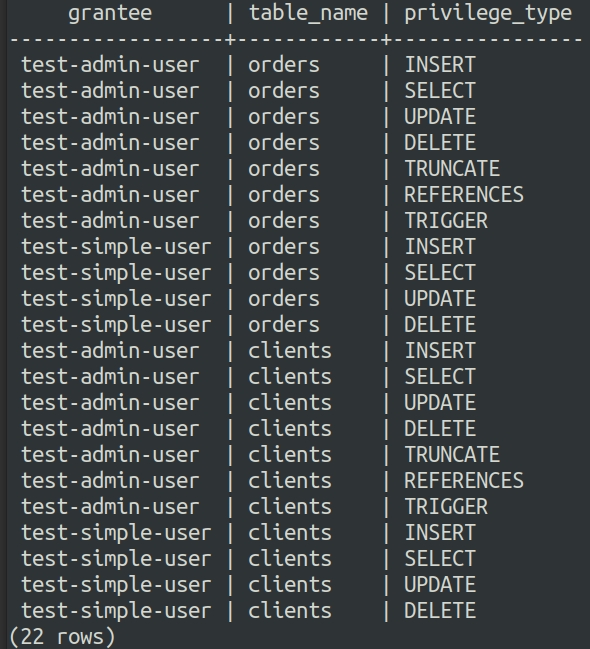 grantee      | table_name | privilege_type
------------------+------------+----------------
 test-admin-user  | orders     | INSERT
 test-admin-user  | orders     | SELECT
 test-admin-user  | orders     | UPDATE
 test-admin-user  | orders     | DELETE
 test-admin-user  | orders     | TRUNCATE
 test-admin-user  | orders     | REFERENCES
 test-admin-user  | orders     | TRIGGER
 test-simple-user | orders     | INSERT
 test-simple-user | orders     | SELECT
 test-simple-user | orders     | UPDATE
 test-simple-user | orders     | DELETE
 test-admin-user  | clients    | INSERT
 test-admin-user  | clients    | SELECT
 test-admin-user  | clients    | UPDATE
 test-admin-user  | clients    | DELETE
 test-admin-user  | clients    | TRUNCATE
 test-admin-user  | clients    | REFERENCES
 test-admin-user  | clients    | TRIGGER
 test-simple-user | clients    | INSERT
 test-simple-user | clients    | SELECT
 test-simple-user | clients    | UPDATE
 test-simple-user | clients    | DELETE
(22 rows)